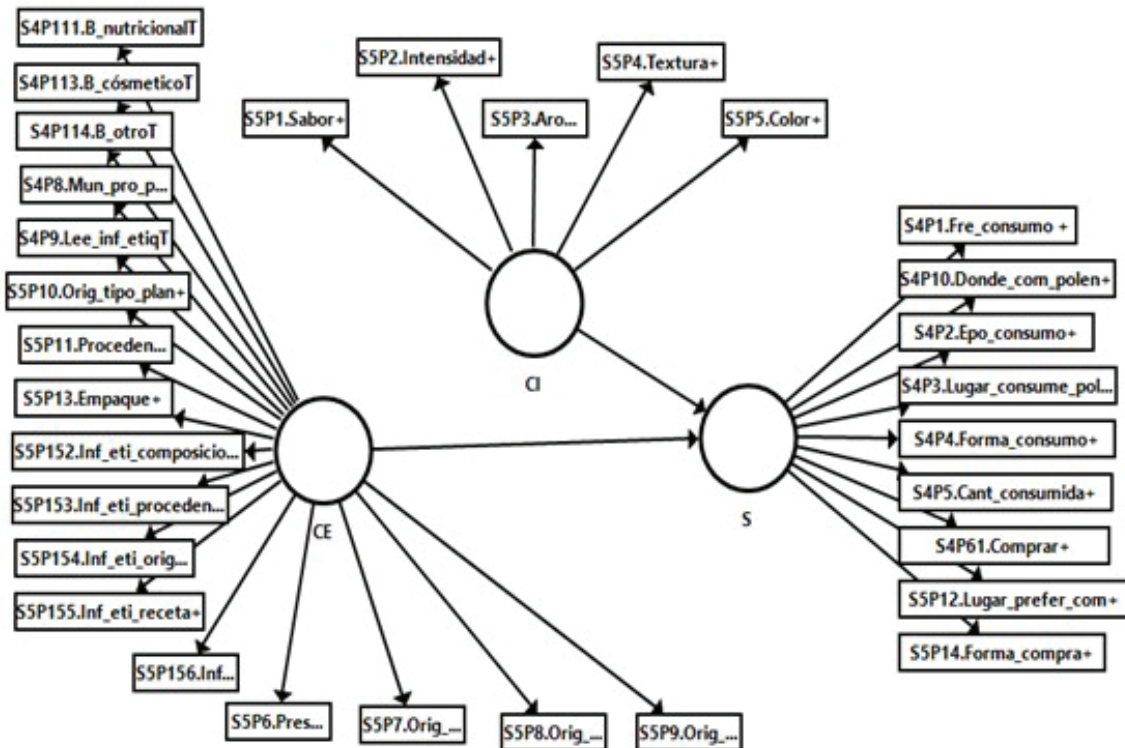 S4P111.B_nutricionalT
S4P113.B_cósmeticoT
S4P114.B_otroT
S4P8.Mun_pro_p...
S4P9.Lee_inf_etiqT
S5P10.Orig_tipo_plan+
S5P11.Proceden...
S5P13.Empaque+
S5P152.Inf_eti_composicio...
S5P153.Inf_eti_proceden...
S5P154.Inf_eti_orig...
S5P155.Inf_eti_receta+
S5P156.Inf...
S5P6.Pres...
S5P7.Orig_...
S5P8.Orig_...
S5P9.Orig_...
CE
S5P1.Sabor+
S5P2.Intensidad+
S5P3.Aro...
S5P4.Textura+
S5P5.Color+
CI
S4P1.Fre_consumo +
S4P10.Donde_com_polen+
S4P2.Epo_consumo+
S4P3.Lugar_consume_pol...
S4P4.Forma_consumo+
S4P5.Cant_consumida+
S4P61.Comprar+
S5P12.Lugar_prefer_com+
S5P14.Forma_compra+
S